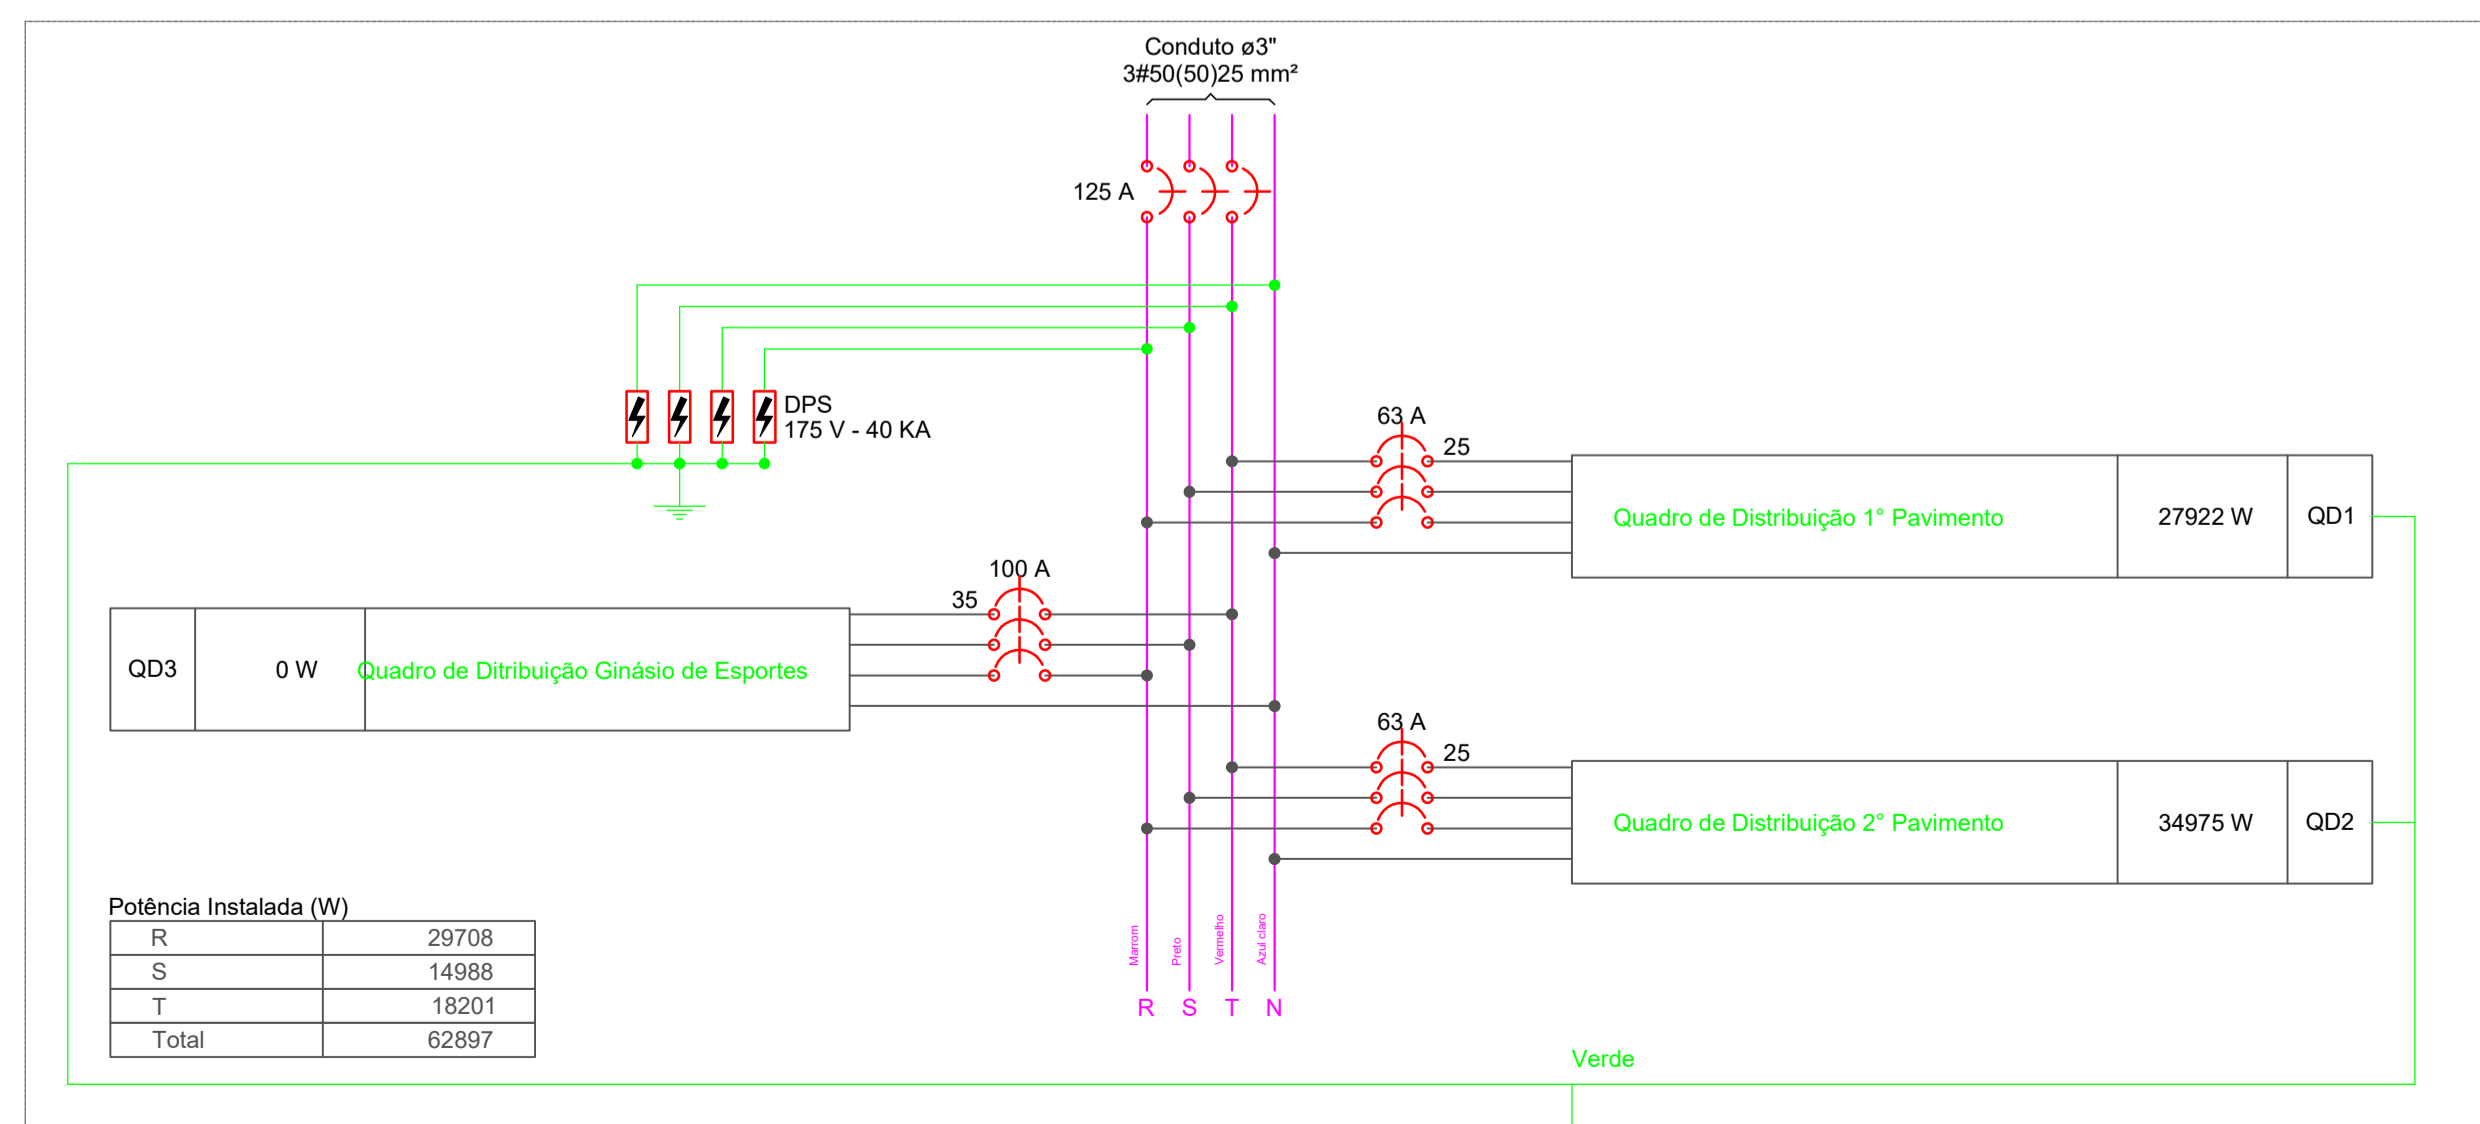 Conduto ø3"
3#50(50)25 mm²
125 A
DPS
175 V - 40 KA
63 A
25
Quadro de Distribuição 1° Pavimento
27922 W
QD1
100 A
35
QD3
0 W
Quadro de Ditribuição Ginásio de Esportes
63 A
25
Quadro de Distribuição 2° Pavimento
34975 W
QD2
Potência Instalada (W)
R 29708
S 14988
T 18201
Total 62897
Marrom
Preto
Vermelho
Azul claro
R S T N
Verde